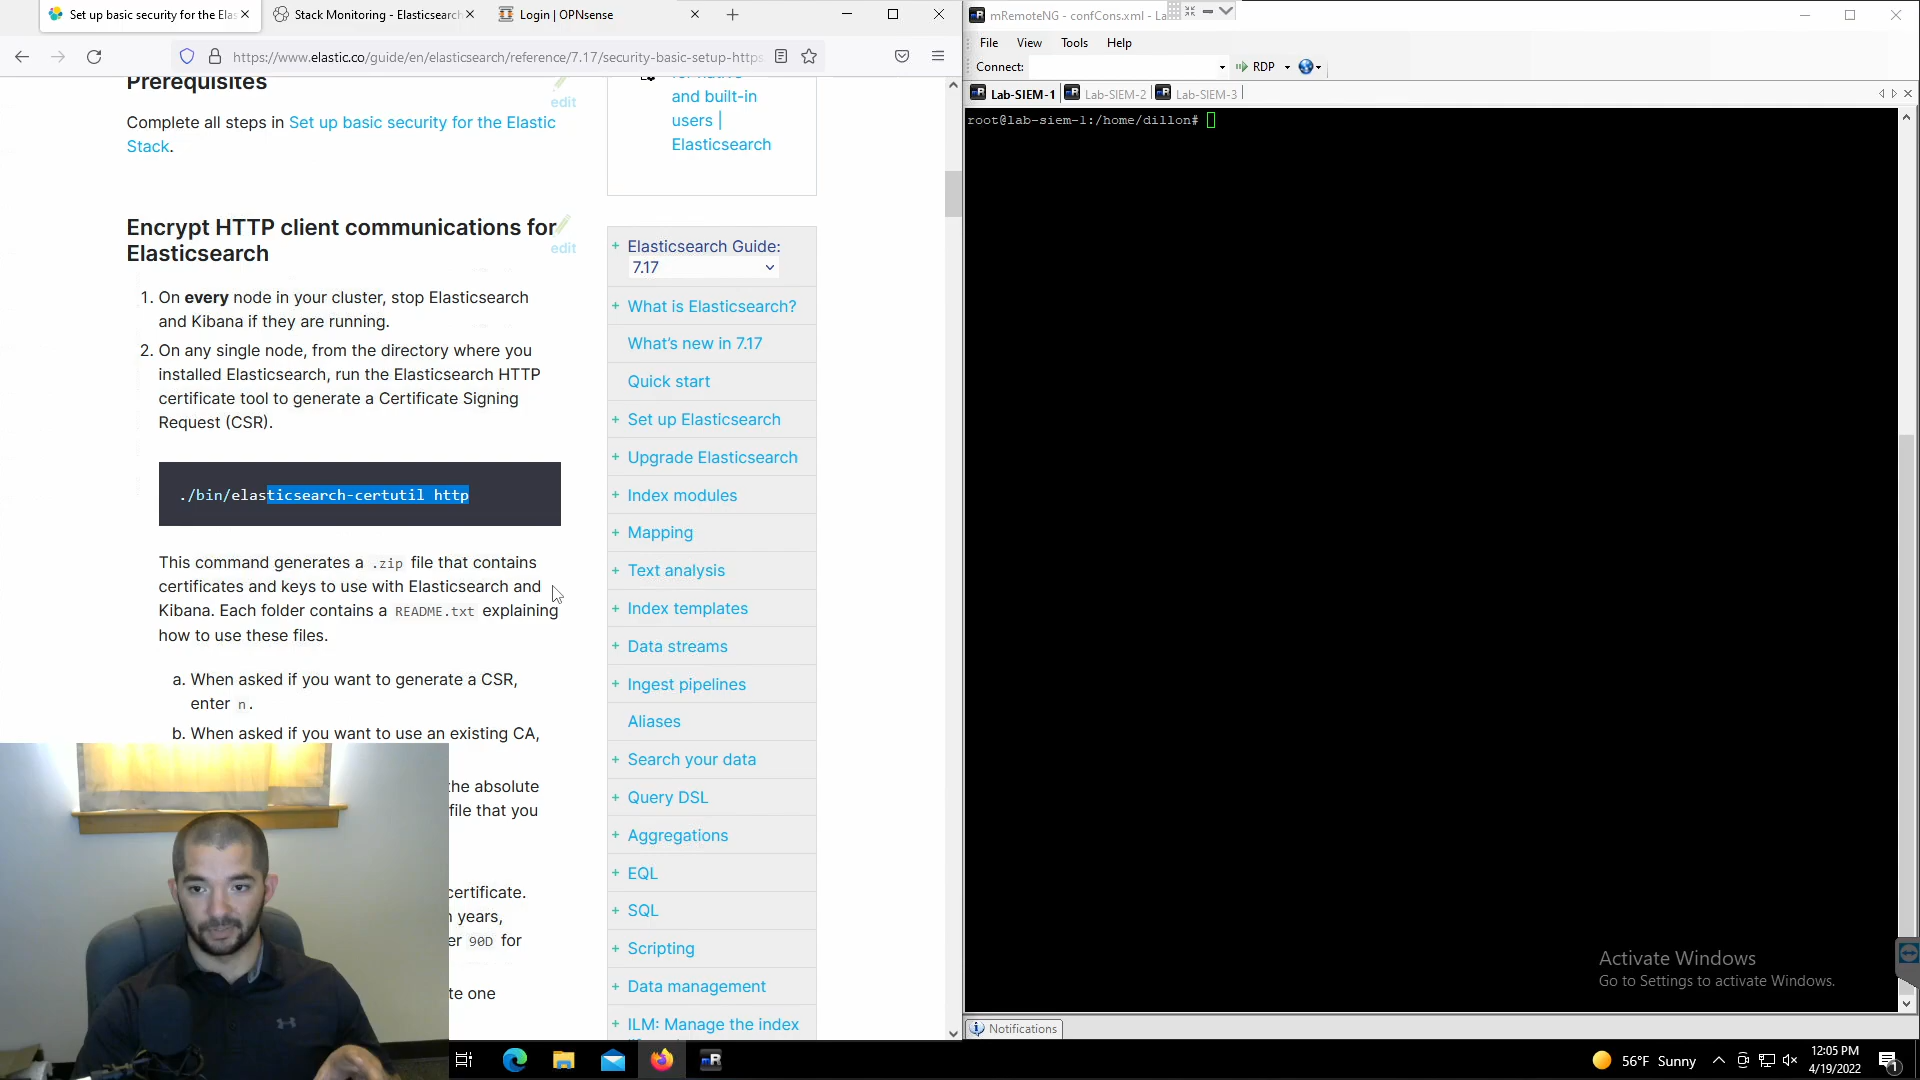 Set up basic security for the Elas
Stack Monitoring - Elasticsearch
Login | OPNsense
https://www.elastic.co/guide/en/elasticsearch/reference/7.17/security-basic-setup-https
Prerequisites
edit
Complete all steps in Set up basic security for the Elastic
Stack.
Encrypt HTTP client communications for
Elasticsearch
edit
1. On every node in your cluster, stop Elasticsearch
and Kibana if they are running.
2. On any single node, from the directory where you
installed Elasticsearch, run the Elasticsearch HTTP
certificate tool to generate a Certificate Signing
Request (CSR).
./bin/elasticsearch-certutil http
This command generates a .zip file that contains
certificates and keys to use with Elasticsearch and
Kibana. Each folder contains a README.txt explaining
how to use these files.
a. When asked if you want to generate a CSR,
enter n.
b. When asked if you want to use an existing CA,
the absolute
file that you
certificate.
n years,
er 90D for
te one
and built-in
users |
Elasticsearch
+ Elasticsearch Guide:
7.17
+ What is Elasticsearch?
What's new in 7.17
Quick start
+ Set up Elasticsearch
+ Upgrade Elasticsearch
+ Index modules
+ Mapping
+ Text analysis
+ Index templates
+ Data streams
+ Ingest pipelines
Aliases
+ Search your data
+ Query DSL
+ Aggregations
+ EQL
+ SQL
+ Scripting
+ Data management
+ ILM: Manage the index
mRemoteNG - confCons.xml - La
File View Tools Help
Connect:
RDP
Lab-SIEM-1
Lab-SIEM-2
Lab-SIEM-3
root@lab-siem-1:/home/dillon#
Activate Windows
Go to Settings to activate Windows.
Notifications
56°F Sunny
12:05 PM
4/19/2022
1